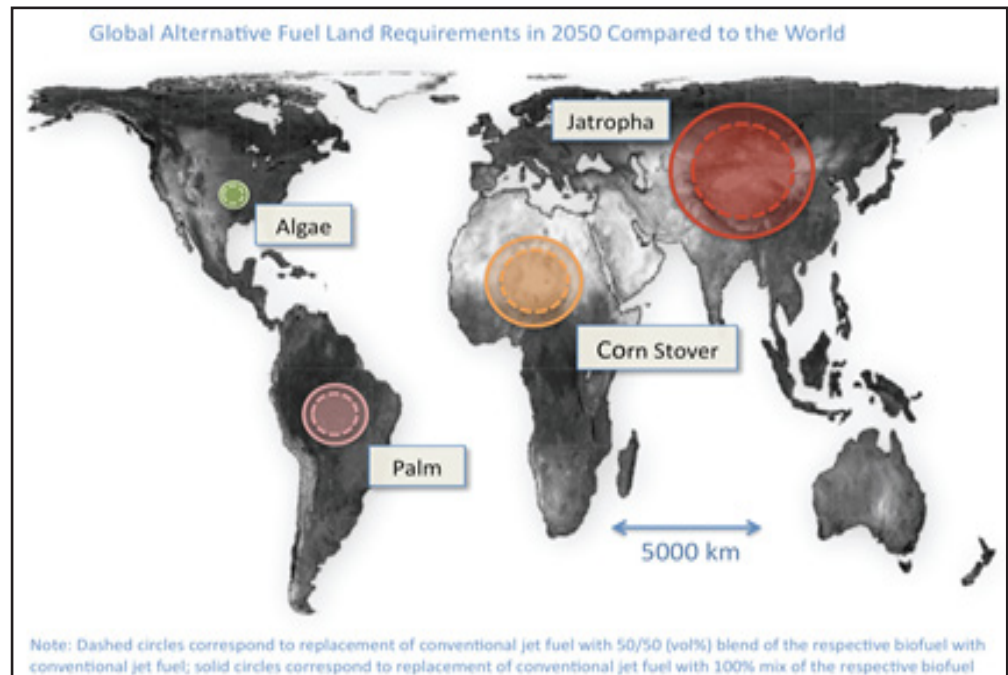 Global Alternative Fuel Land Requirements in 2050 Compared to the World
Jatropha
Algae
Corn Stover
Palm
5000 km
Note: Dashed circles correspond to replacement of conventional jet fuel with 50/50 (vol%) blend of the respective biofuel with
conventional jet fuel; solid circles correspond to replacement of conventional jet fuel with 100% mix of the respective biofuel